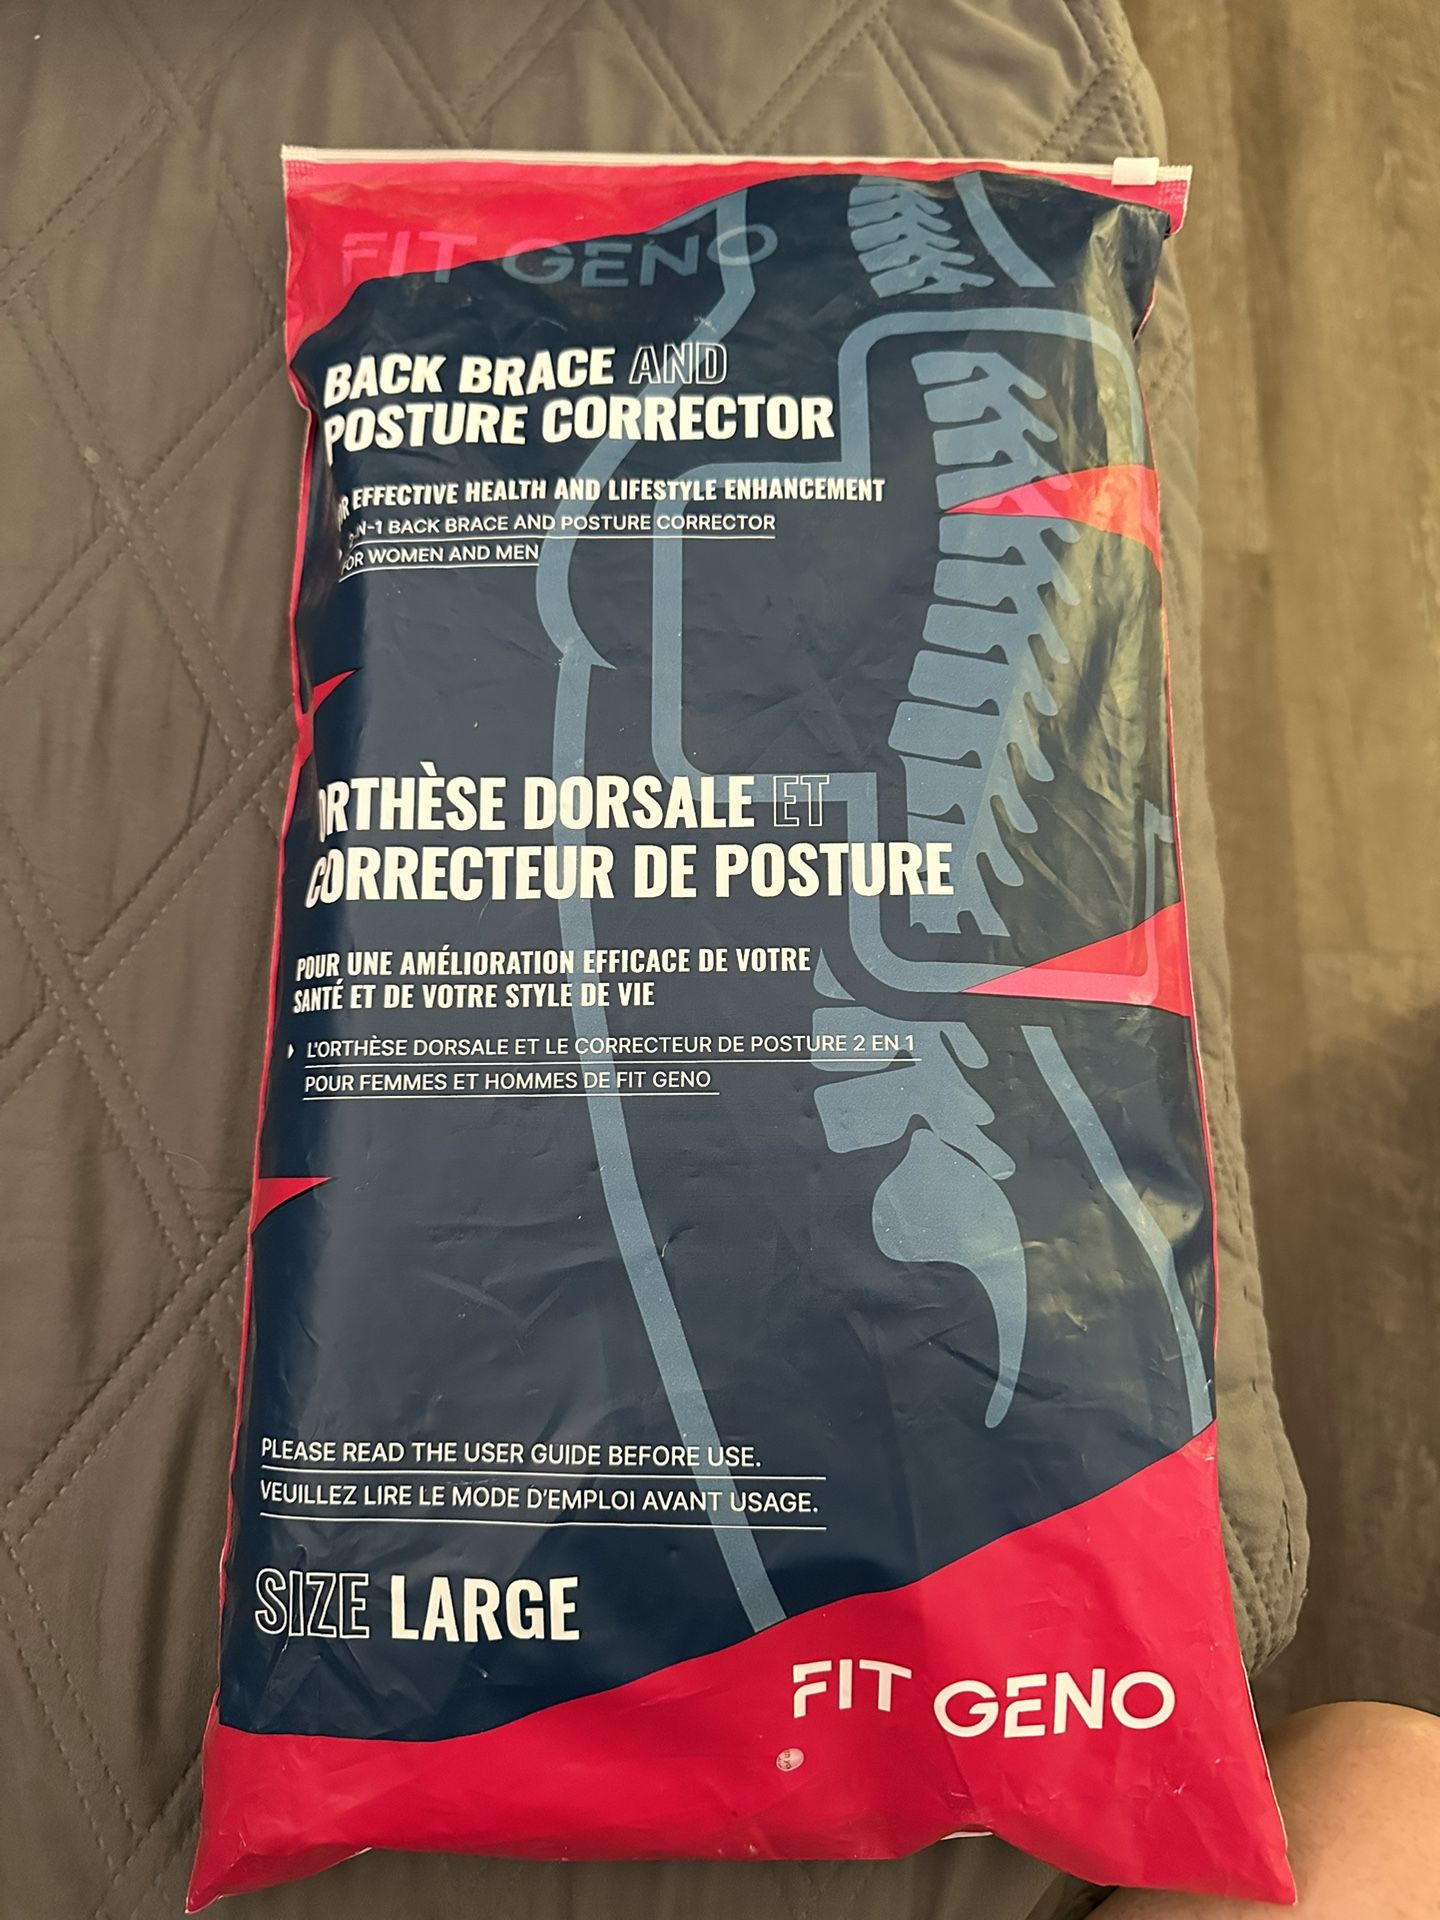 FIT GENO
BACK BRACE AND
POSTURE CORRECTOR
EFFECTIVE HEALTH AND LIFESTYLE ENHANCEMENT
BACK BRACE AND POSTURE CORRECTOR
FOR WOMEN AND MEN
ORTHÈSE DORSALE ET
CORRECTEUR DE POSTURE
POUR UNE AMÉLIORATION EFFICACE DE VOTRE
SANTÉ ET DE VOTRE STYLE DE VIE
L'ORTHÈSE DORSALE ET LE CORRECTEUR DE POSTURE 2 EN 1
POUR FEMMES ET HOMMES DE FIT GENO
PLEASE READ THE USER GUIDE BEFORE USE.
VEUILLEZ LIRE LE MODE D'EMPLOI AVANT USAGE.
SIZE LARGE
FIT GENO